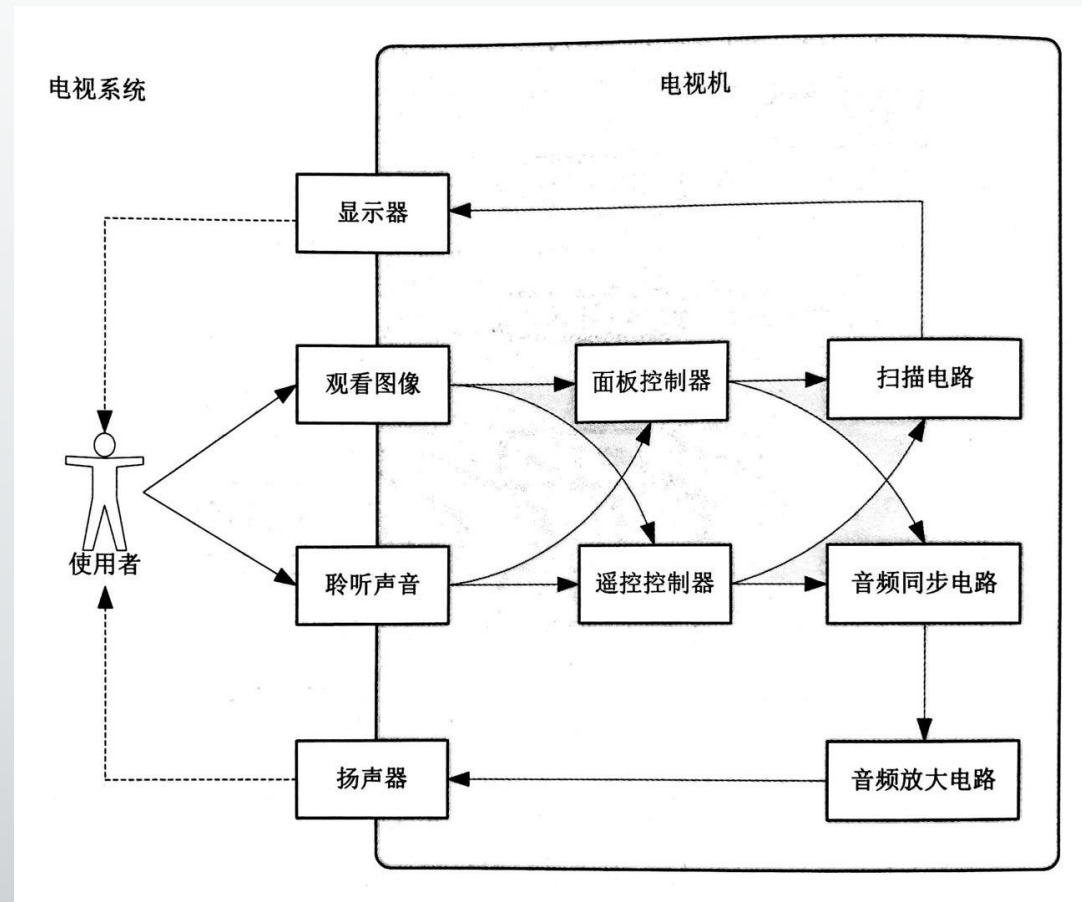 电视系统
电视机
显示器
观看图像
面板控制器
扫描电路
使用者
聆听声音
遥控控制器
音频同步电路
扬声器
音频放大电路